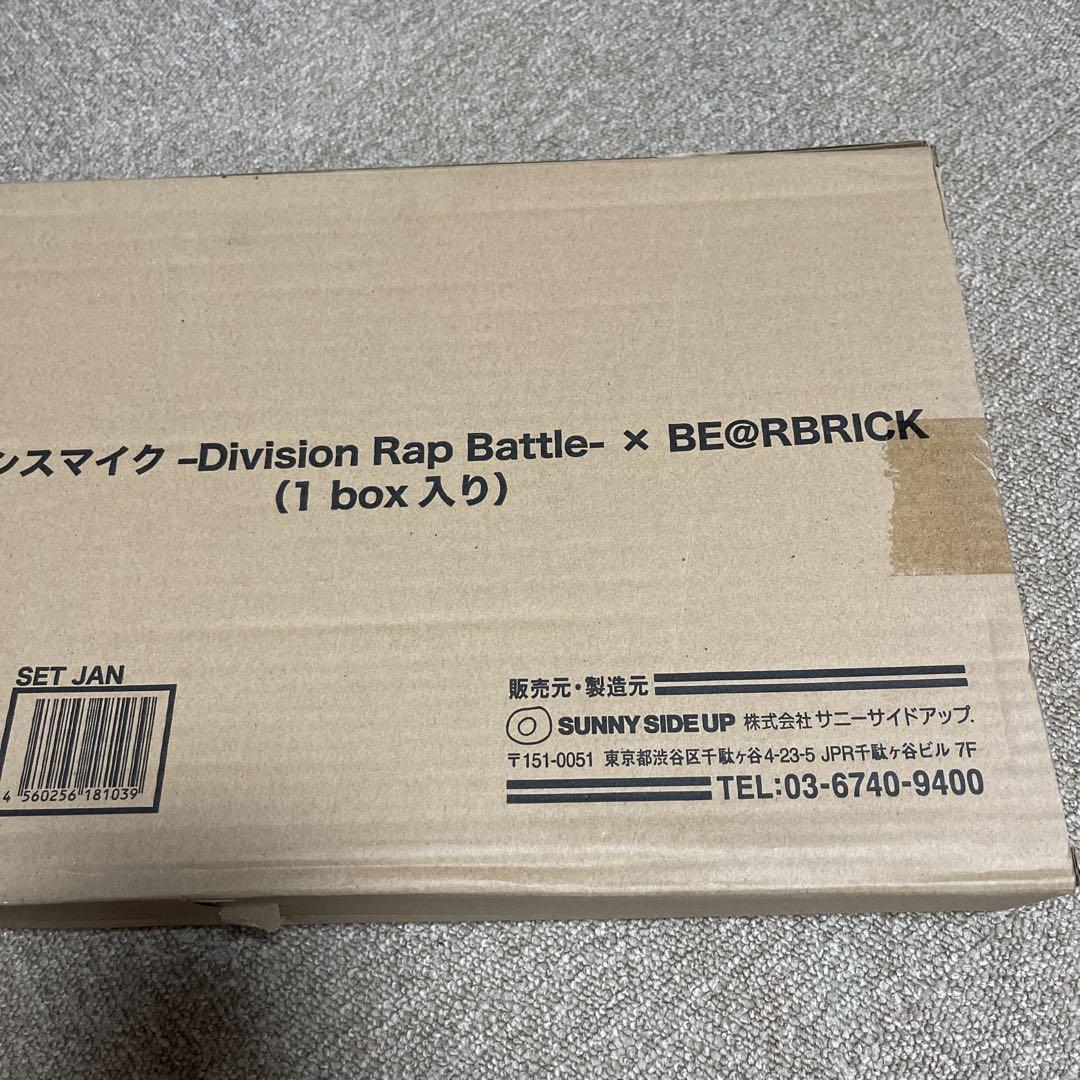 ンスマイク -Division Rap Battle- × BE@RBRICK
(1 box 入り)
SET JAN
4 560256 181039
販売元・製造元
SUNNY SIDE UP 株式会社 サニーサイドアップ.
〒151-0051 東京都渋谷区千駄ヶ谷4-23-5 JPR千駄ヶ谷ビル 7F
TEL:03-6740-9400